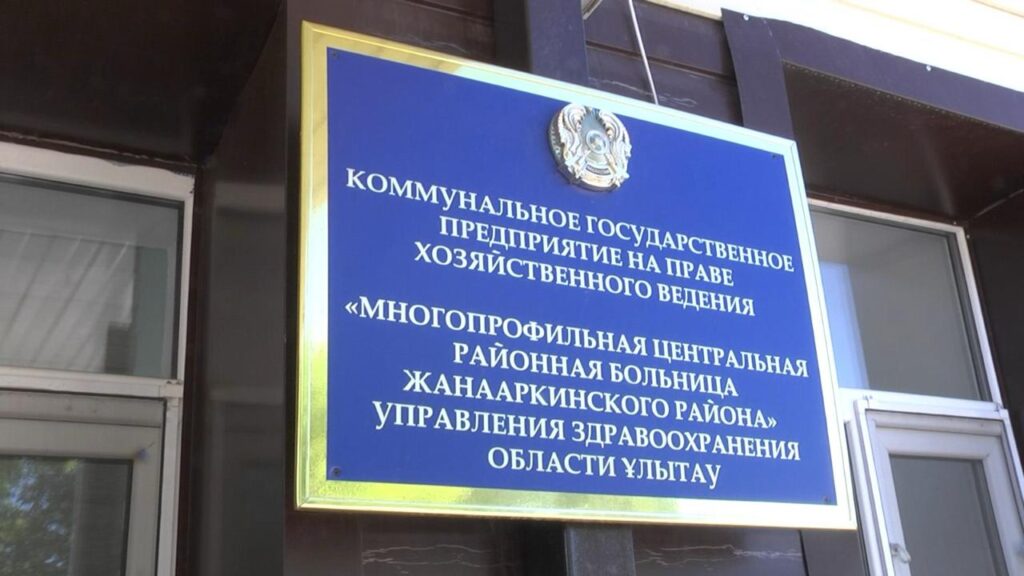 КОММУНАЛЬНОЕ ГОСУДАРСТВЕННОЕ
ПРЕДПРИЯТИЕ НА ПРАВЕ
ХОЗЯЙСТВЕННОГО ВЕДЕНИЯ
«МНОГОПРОФИЛЬНАЯ ЦЕНТРАЛЬНАЯ
РАЙОННАЯ БОЛЬНИЦА
ЖАНААРКИНСКОГО РАЙОНА»
УПРАВЛЕНИЯ ЗДРАВООХРАНЕНИЯ
ОБЛАСТИ ҰЛЫТАУ